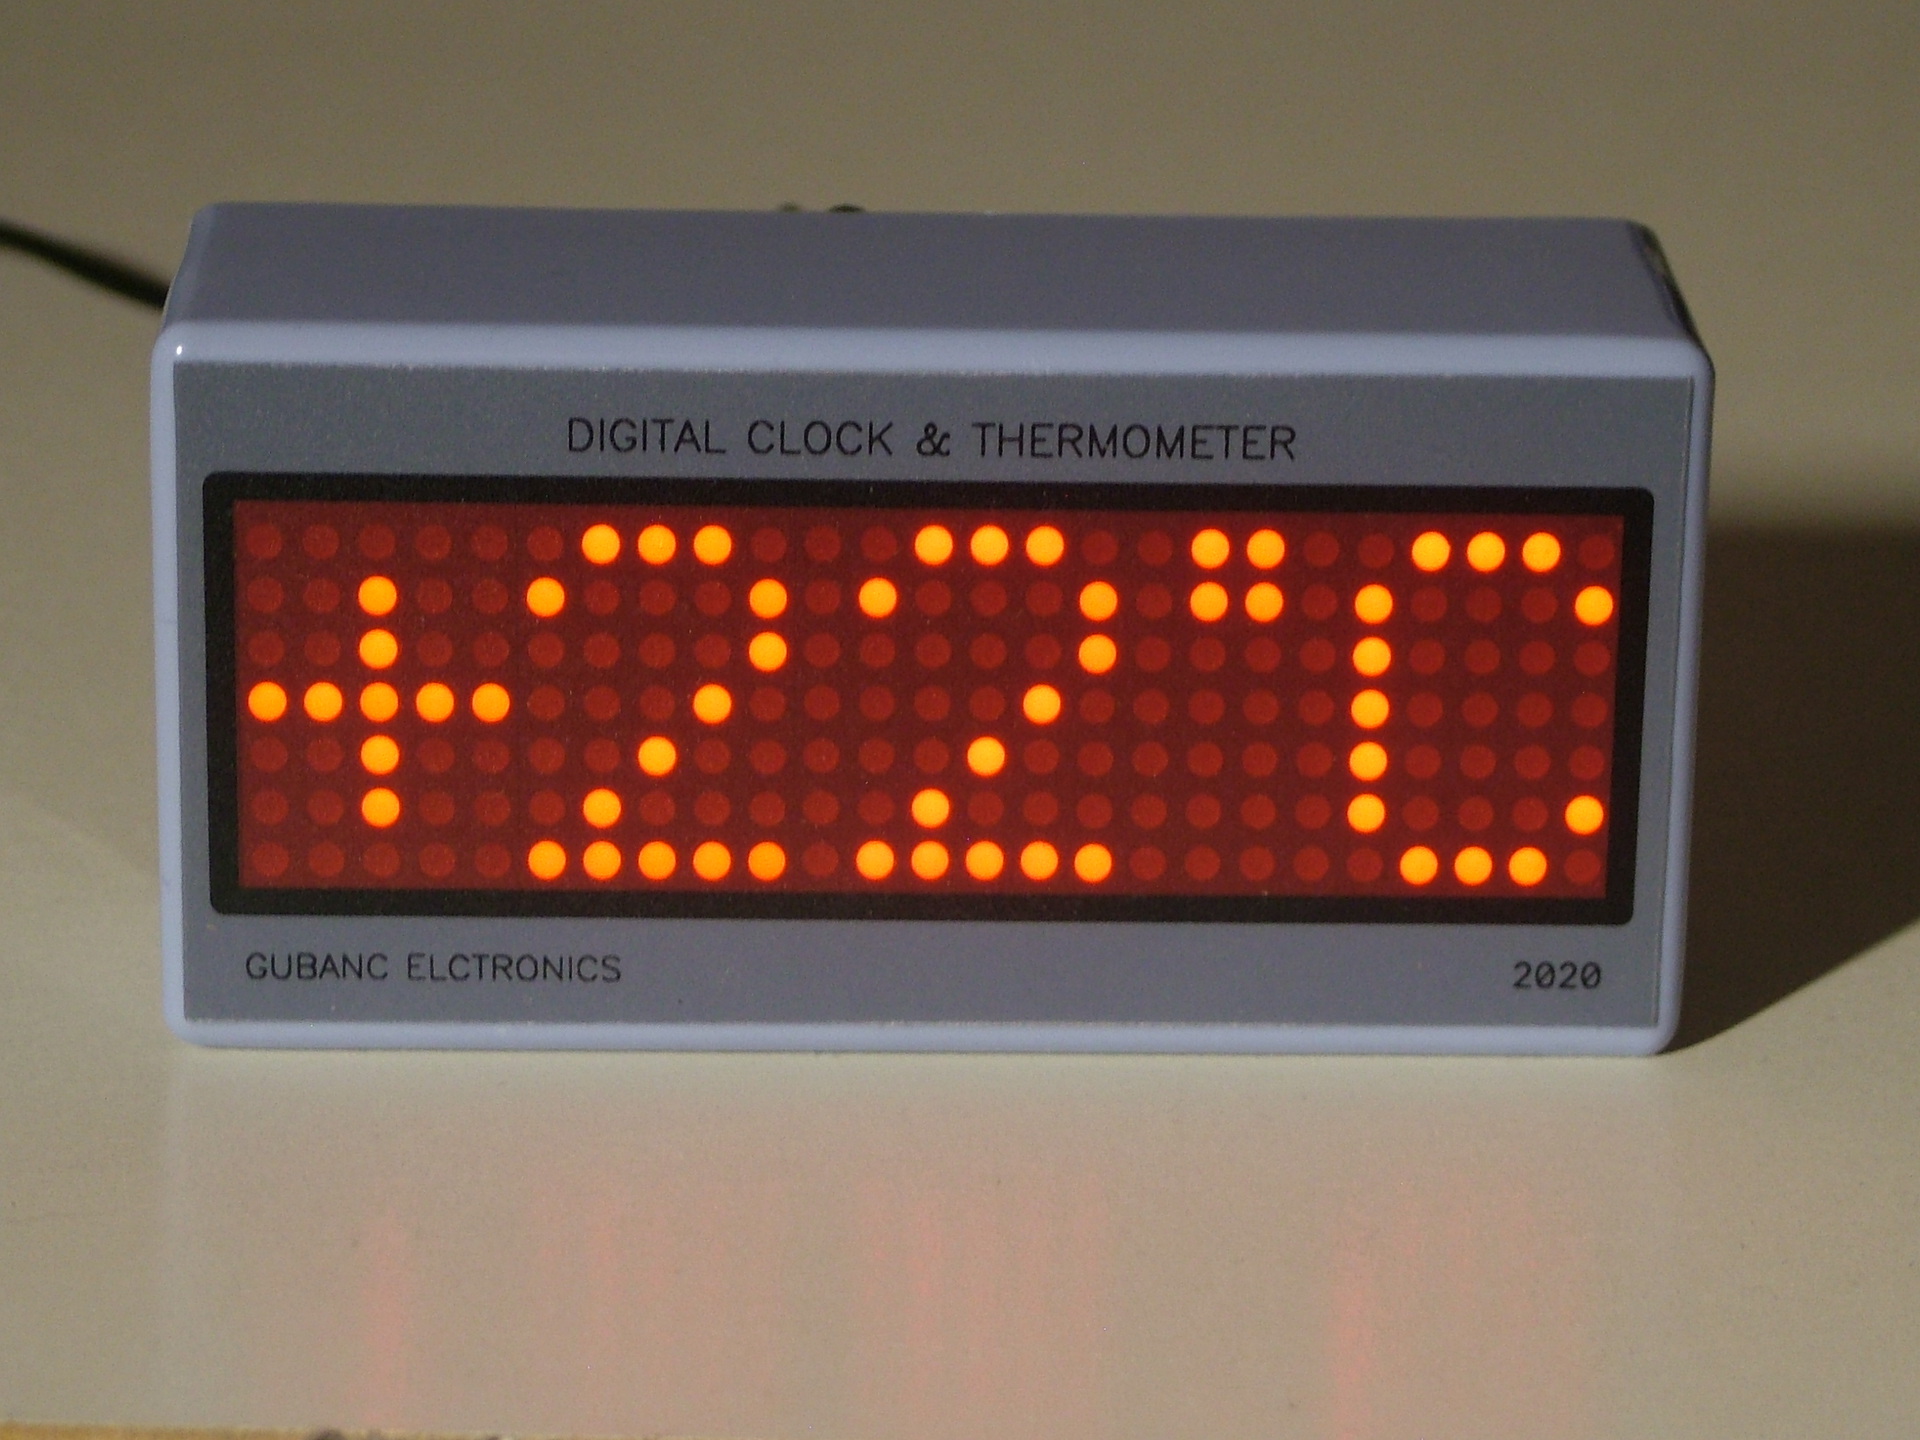 DIGITAL CLOCK & THERMOMETER
+22°C
GUBANC ELCTRONICS
2020